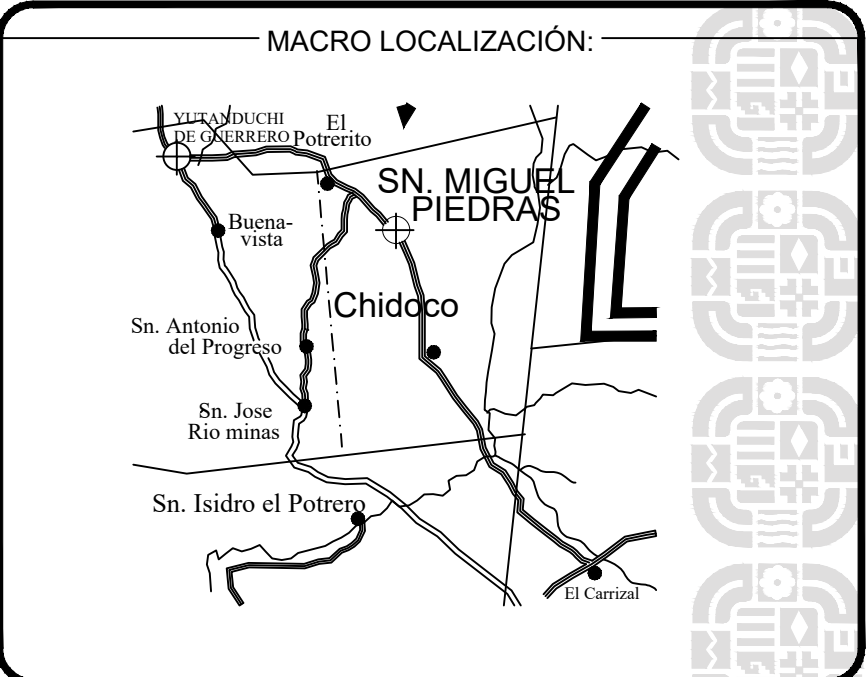 MACRO LOCALIZACIÓN:
YUTANDUCHI
DE GUERRERO
El
Potrerito
SN. MIGUEL
PIEDRAS
Buena-
vista
Chidoco
Sn. Antonio
del Progreso
Sn. Jose
Rio minas
Sn. Isidro el Potrero
El Carrizal